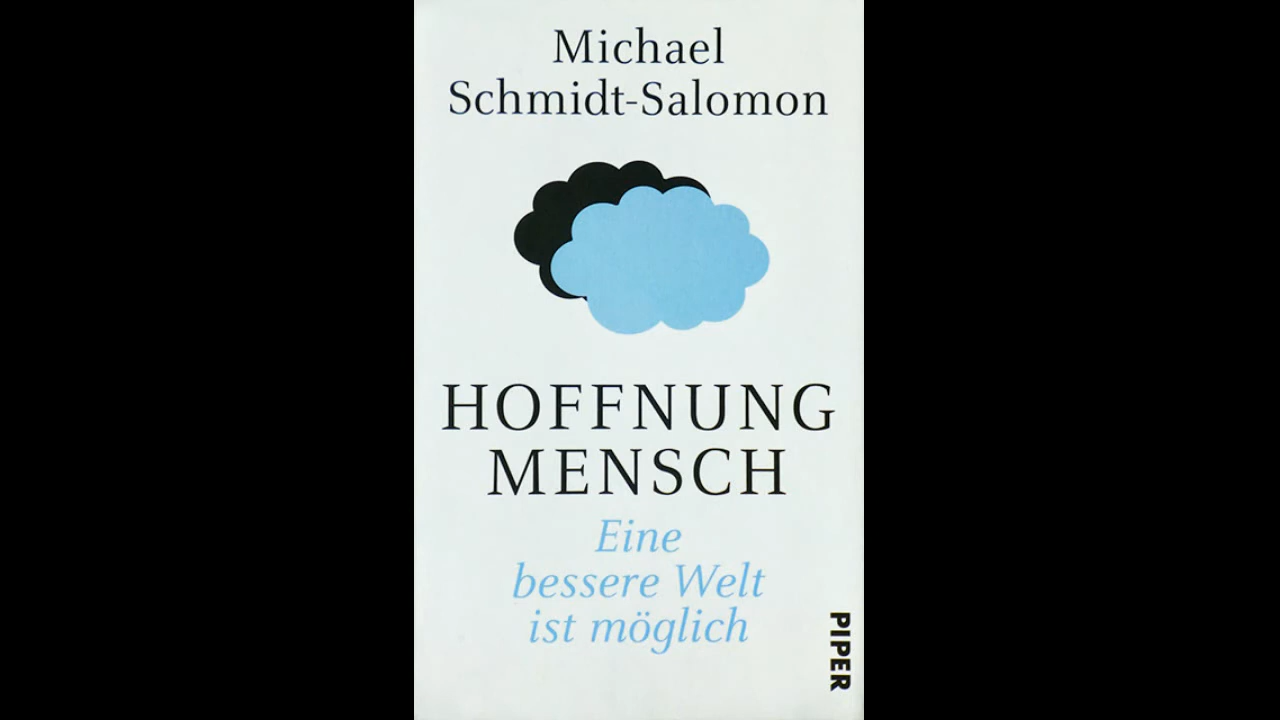 Michael
Schmidt-Salomon
HOFFNUNG
MENSCH
Eine
bessere Welt
ist möglich
PIPER